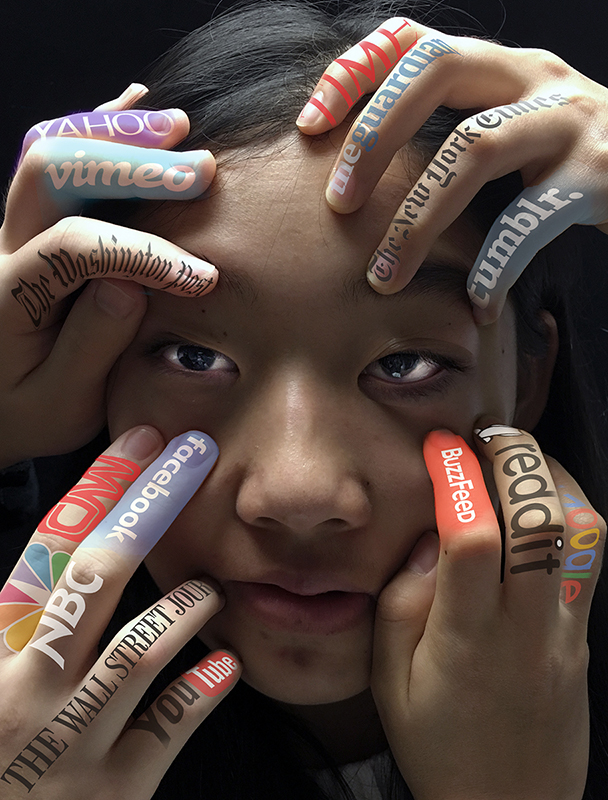 TIME
theguardian
YAHOO!
The New York Times
vimeo
tumblr.
The Washington Post
facebook
BuzzFeed
reddit
CNN
Google
NBC
THE WALL STREET JOUR
YouTube